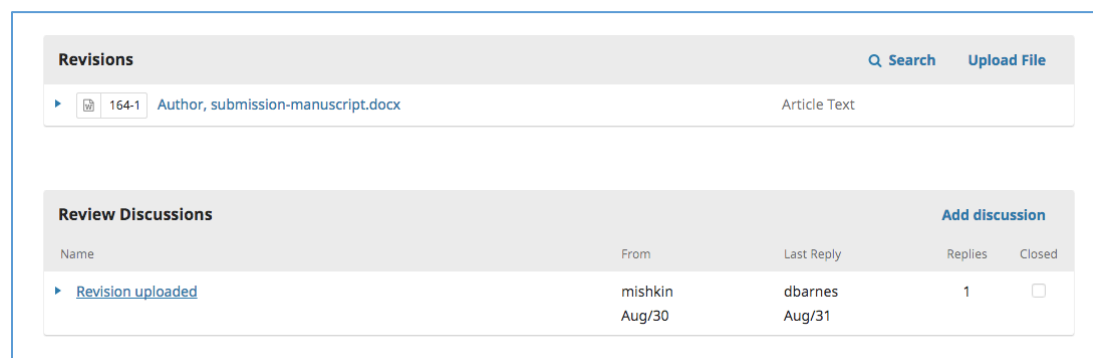 Revisions Search Upload File
164-1 Author, submission-manuscript.docx Article Text
Review Discussions Add discussion
Name From Last Reply Replies Closed
Revision uploaded mishkin dbarnes 1
Aug/30 Aug/31